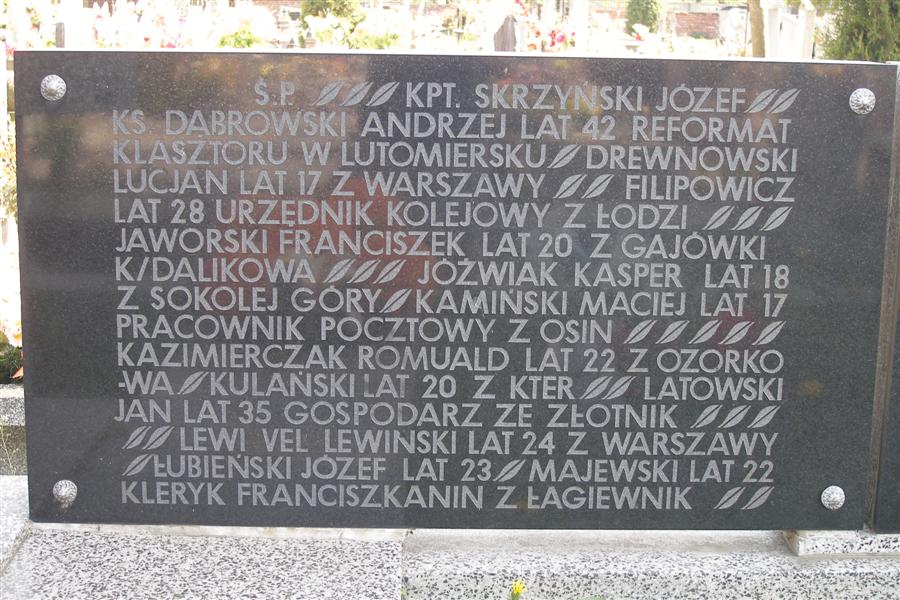 Ś.P. KPT. SKRZYŃSKI JÓZEF
KS. DĄBROWSKI ANDRZEJ LAT 42 REFORMAT
KLASZTORU W LUTOMIERSKU DREWNOWSKI
LUCJAN LAT 17 Z WARSZAWY FILIPOWICZ
LAT 28 URZĘDNIK KOLEJOWY Z ŁODZI
JAWORSKI FRANCISZEK LAT 20 Z GAJÓWKI
K/DALIKOWA JÓŹWIAK KASPER LAT 18
Z SOKOLEJ GÓRY KAMIŃSKI MACIEJ LAT 17
PRACOWNIK POCZTOWY Z OSIN
KAZIMIERCZAK ROMUALD LAT 22 Z OZORKO
-WA KULAŃSKI LAT 20 Z KTER LATOWSKI
JAN LAT 35 GOSPODARZ ZE ZŁOTNIK
LEWI VEL LEWIŃSKI LAT 24 Z WARSZAWY
ŁUBIEŃSKI JÓZEF LAT 23 MAJEWSKI LAT 22
KLERYK FRANCISZKANIN Z ŁAGIEWNIK